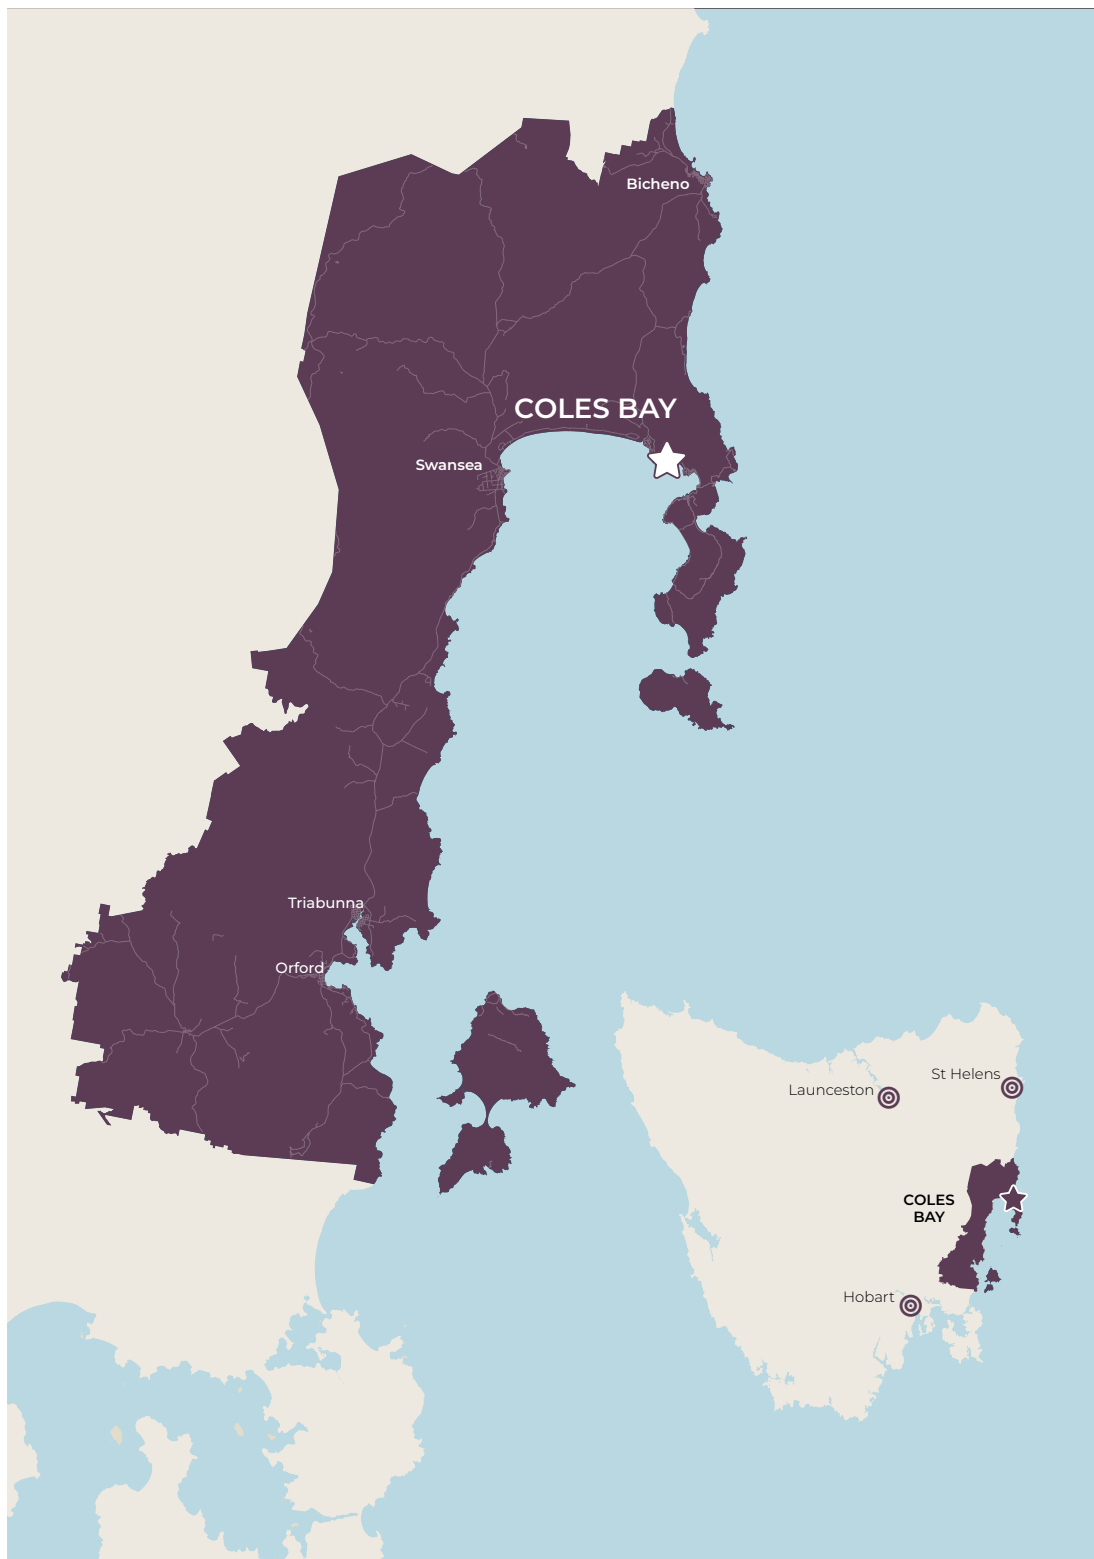 Bicheno
COLES BAY
Swansea
Triabunna
Orford
St Helens
Launceston
COLES
BAY
Hobart